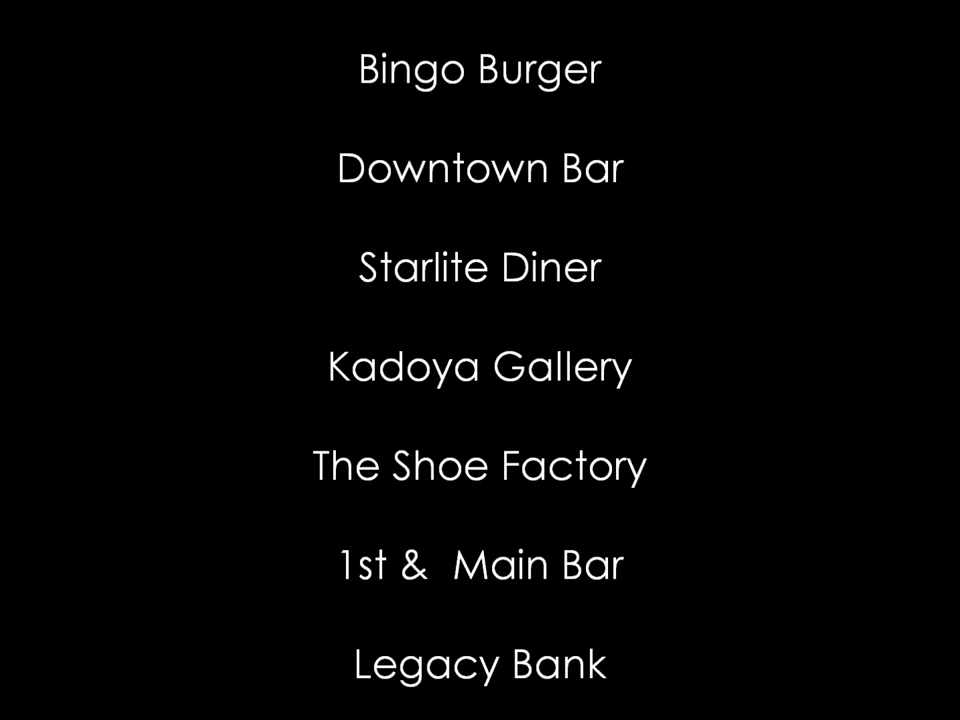 Bingo Burger
Downtown Bar
Starlite Diner
Kadoya Gallery
The Shoe Factory
1st &  Main Bar
Legacy Bank